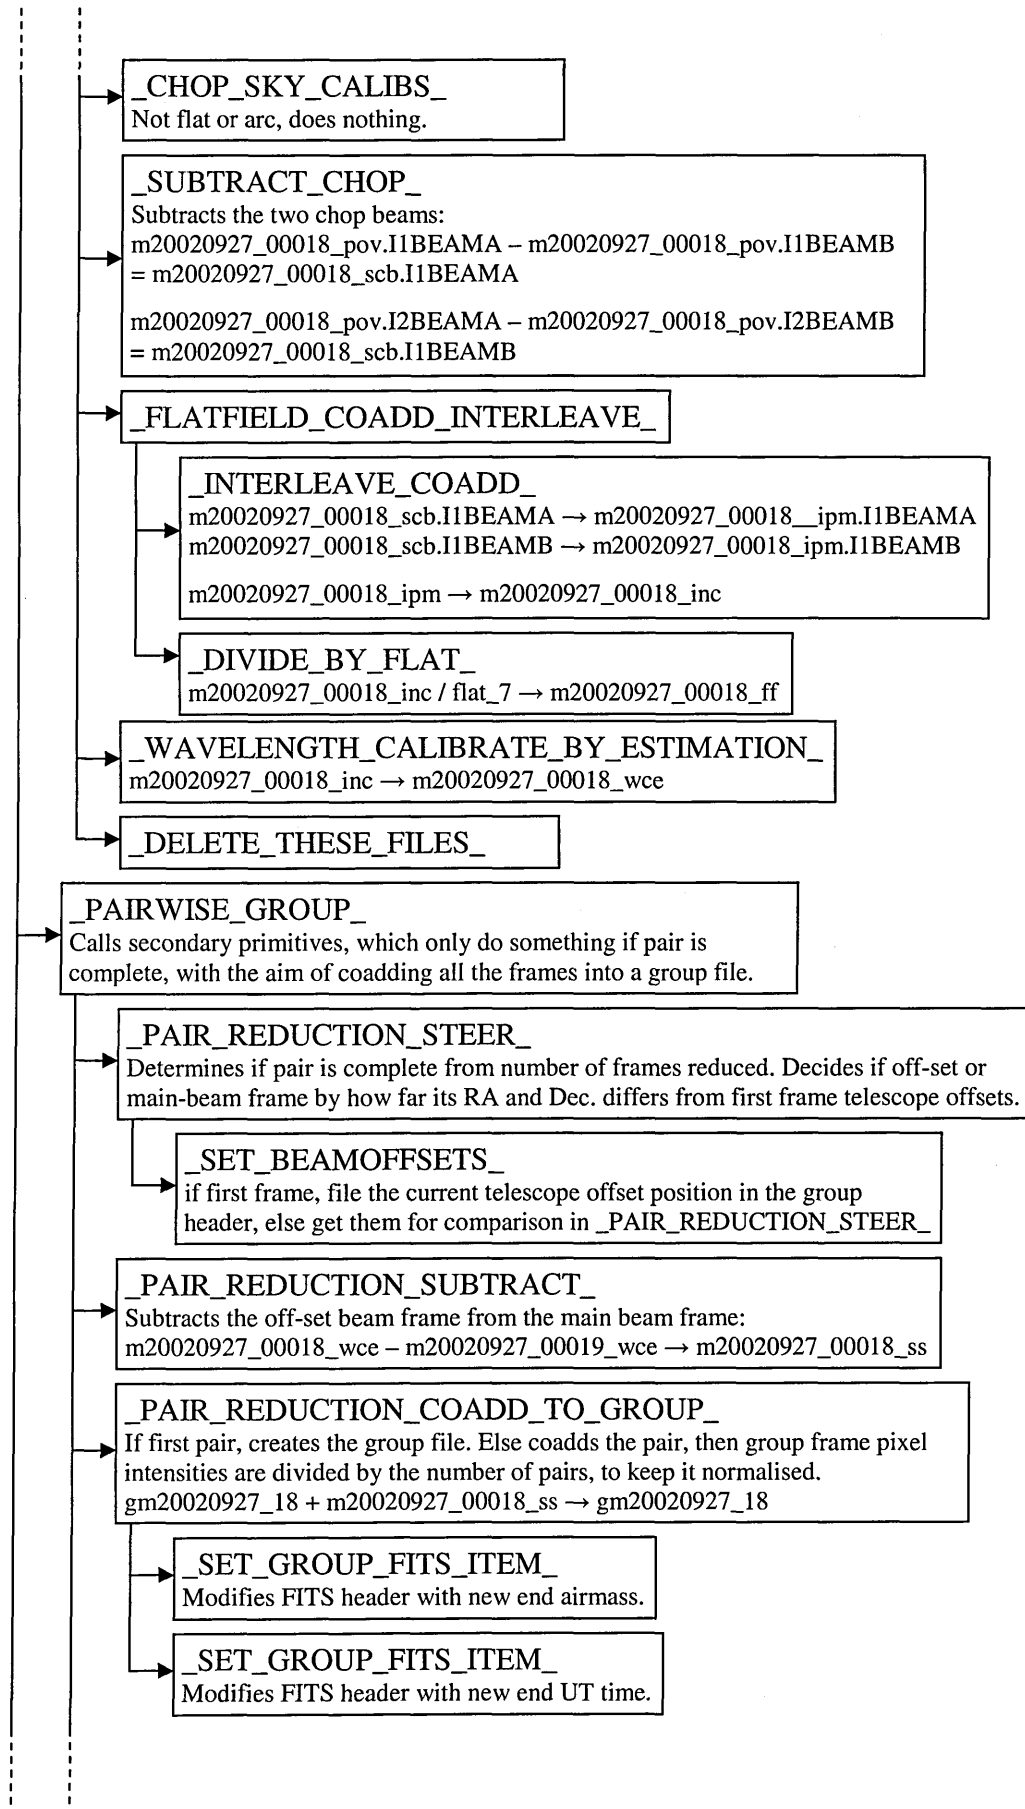 _CHOP_SKY_CALIBS_
Not flat or arc, does nothing.
_SUBTRACT_CHOP_
Subtracts the two chop beams:
m20020927_00018_pov.I1BEAMA – m20020927_00018_pov.I1BEAMB
= m20020927_00018_scb.I1BEAMA
m20020927_00018_pov.I2BEAMA – m20020927_00018_pov.I2BEAMB
= m20020927_00018_scb.I1BEAMB
_FLATFIELD_COADD_INTERLEAVE_
_INTERLEAVE_COADD_
m20020927_00018_scb.I1BEAMA → m20020927_00018__ipm.I1BEAMA
m20020927_00018_scb.I1BEAMB → m20020927_00018_ipm.I1BEAMB
m20020927_00018_ipm → m20020927_00018_inc
_DIVIDE_BY_FLAT_
m20020927_00018_inc / flat_7 → m20020927_00018_ff
_WAVELENGTH_CALIBRATE_BY_ESTIMATION_
m20020927_00018_inc → m20020927_00018_wce
_DELETE_THESE_FILES_
_PAIRWISE_GROUP_
Calls secondary primitives, which only do something if pair is
complete, with the aim of coadding all the frames into a group file.
_PAIR_REDUCTION_STEER_
Determines if pair is complete from number of frames reduced. Decides if off-set or
main-beam frame by how far its RA and Dec. differs from first frame telescope offsets.
_SET_BEAMOFFSETS_
if first frame, file the current telescope offset position in the group
header, else get them for comparison in _PAIR_REDUCTION_STEER_
_PAIR_REDUCTION_SUBTRACT_
Subtracts the off-set beam frame from the main beam frame:
m20020927_00018_wce – m20020927_00019_wce → m20020927_00018_ss
_PAIR_REDUCTION_COADD_TO_GROUP_
If first pair, creates the group file. Else coadds the pair, then group frame pixel
intensities are divided by the number of pairs, to keep it normalised.
gm20020927_18 + m20020927_00018_ss → gm20020927_18
_SET_GROUP_FITS_ITEM_
Modifies FITS header with new end airmass.
_SET_GROUP_FITS_ITEM_
Modifies FITS header with new end UT time.